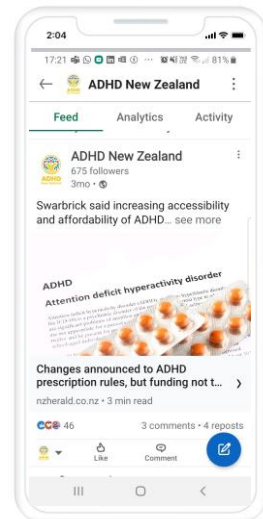 2:04
17:21
81%
ADHD New Zealand
Feed Analytics Activity
ADHD New Zealand
675 followers
3mo •
Swarbrick said increasing accessibility
and affordability of ADHD... see more
ADHD
Attention deficit hyperactivity disorder
Changes announced to ADHD
prescription rules, but funding not t...
nzherald.co.nz • 3 min read
46 3 comments • 4 reposts
Like Comment